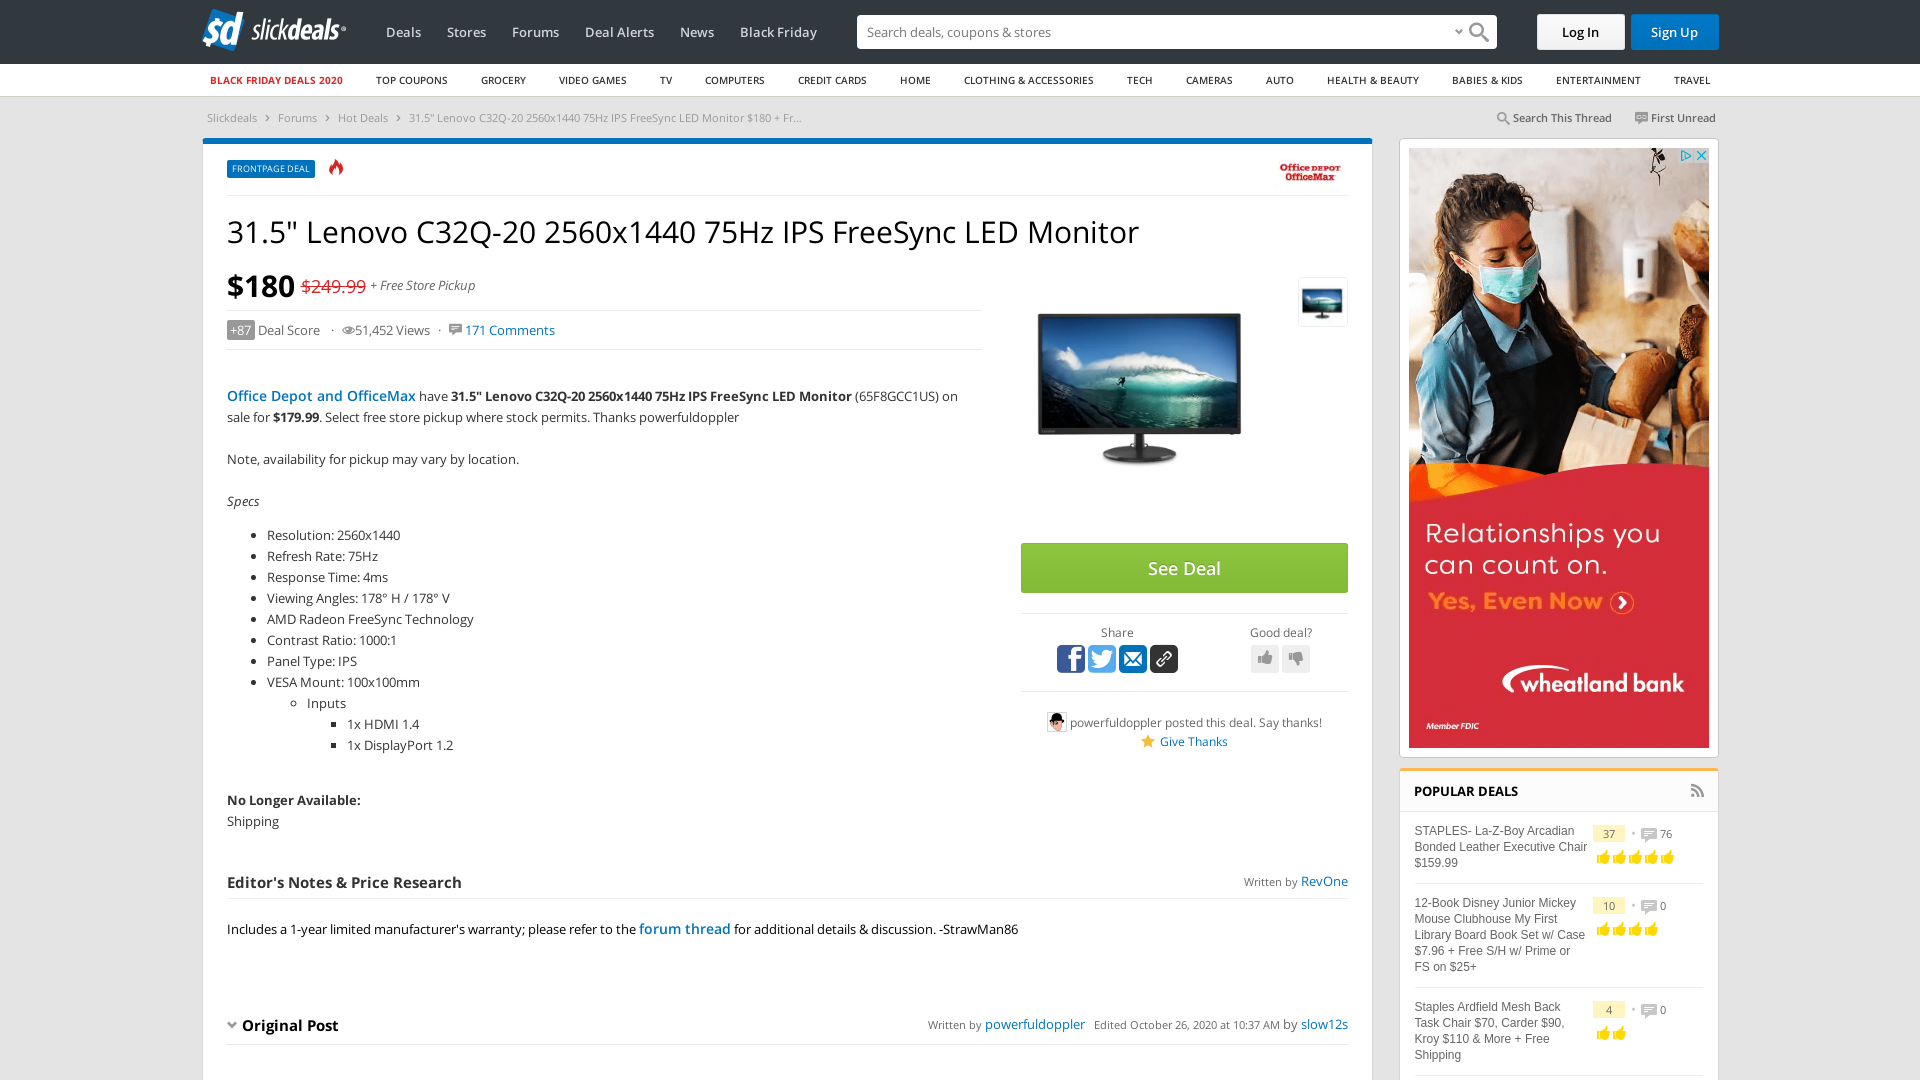 sd slickdeals®
Deals Stores Forums Deal Alerts News Black Friday Search deals, coupons & stores Log In Sign Up
BLACK FRIDAY DEALS 2020 TOP COUPONS GROCERY VIDEO GAMES TV COMPUTERS CREDIT CARDS HOME CLOTHING & ACCESSORIES TECH CAMERAS AUTO HEALTH & BEAUTY BABIES & KIDS ENTERTAINMENT TRAVEL
Slickdeals › Forums › Hot Deals › 31.5" Lenovo C32Q-20 2560x1440 75Hz IPS FreeSync LED Monitor $180 + Fr...
Search This Thread First Unread
FRONTPAGE DEAL
Office DEPOT
OfficeMax
31.5" Lenovo C32Q-20 2560x1440 75Hz IPS FreeSync LED Monitor
$180 $249.99 + Free Store Pickup
+87 Deal Score · 51,452 Views · 171 Comments
Office Depot and OfficeMax have 31.5" Lenovo C32Q-20 2560x1440 75Hz IPS FreeSync LED Monitor (65F8GCC1US) on
sale for $179.99. Select free store pickup where stock permits. Thanks powerfuldoppler
Note, availability for pickup may vary by location.
Specs
Resolution: 2560x1440
Refresh Rate: 75Hz
Response Time: 4ms
Viewing Angles: 178° H / 178° V
AMD Radeon FreeSync Technology
Contrast Ratio: 1000:1
Panel Type: IPS
VESA Mount: 100x100mm
Inputs
1x HDMI 1.4
1x DisplayPort 1.2
No Longer Available:
Shipping
See Deal
Share
Good deal?
powerfuldoppler posted this deal. Say thanks!
Give Thanks
Editor's Notes & Price Research
Written by RevOne
Includes a 1-year limited manufacturer's warranty; please refer to the forum thread for additional details & discussion. -StrawMan86
Original Post
Written by powerfuldoppler Edited October 26, 2020 at 10:37 AM by slow12s
Relationships you
can count on.
Yes, Even Now
wheatland bank
Member FDIC
POPULAR DEALS
STAPLES- La-Z-Boy Arcadian
Bonded Leather Executive Chair
$159.99
37 • 76
12-Book Disney Junior Mickey
Mouse Clubhouse My First
Library Board Book Set w/ Case
$7.96 + Free S/H w/ Prime or
FS on $25+
10 • 0
Staples Ardfield Mesh Back
Task Chair $70, Carder $90,
Kroy $110 & More + Free
Shipping
4 • 0